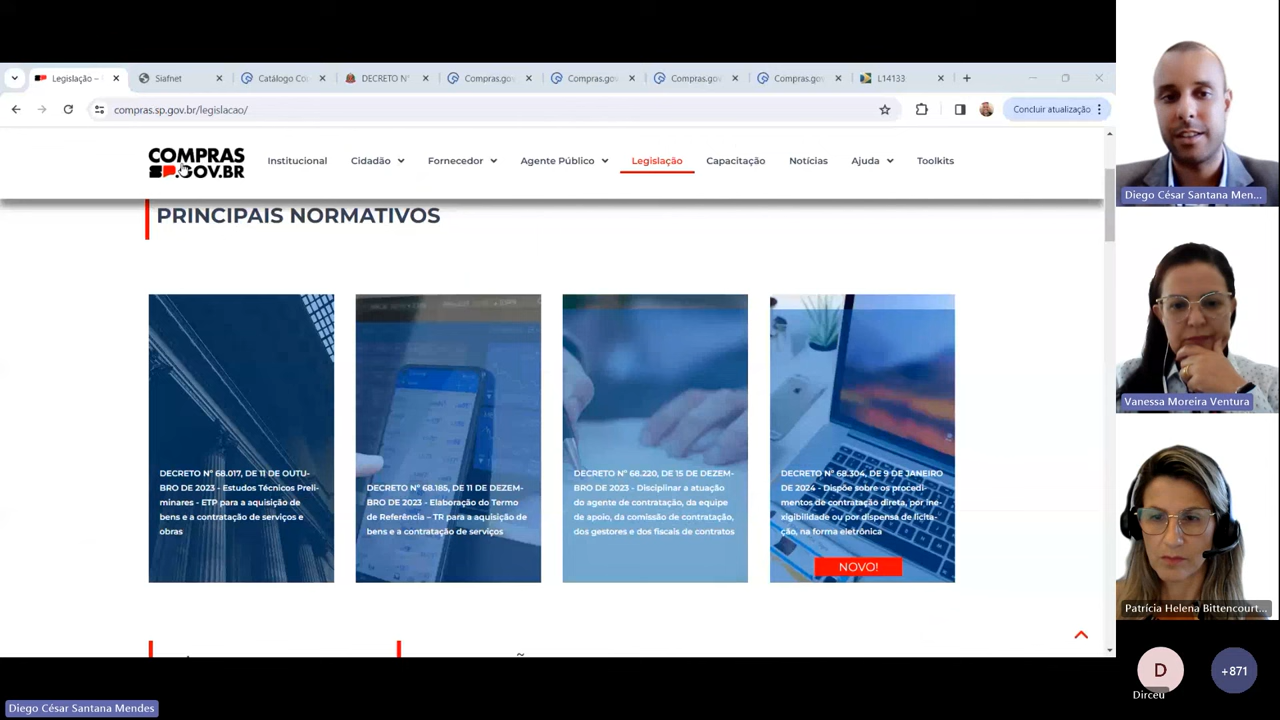 Legislação –
Siafnet
Catálogo Co
DECRETO Nº
Compras.gov
Compras.gov
Compras.gov
Compras.gov
L14133
compras.sp.gov.br/legislacao/
Concluir atualização
COMPRAS
.GOV.BR
Institucional
Cidadão
Fornecedor
Agente Público
Legislação
Capacitação
Notícias
Ajuda
Toolkits
PRINCIPAIS NORMATIVOS
DECRETO Nº 68.017, DE 11 DE OUTU-
BRO DE 2023 - Estudos Técnicos Preli-
minares - ETP para a aquisição de
bens e a contratação de serviços e
obras
DECRETO Nº 68.185, DE 11 DE DEZEM-
BRO DE 2023 - Elaboração do Termo
de Referência – TR para a aquisição de
bens e a contratação de serviços
DECRETO Nº 68.220, DE 15 DE DEZEM-
BRO DE 2023 - Disciplinar a atuação
do agente de contratação, da equipe
de apoio, da comissão de contratação,
dos gestores e dos fiscais de contratos
DECRETO Nº 68.304, DE 9 DE JANEIRO
DE 2024 - Dispõe sobre os procedi-
mentos de contratação direta, por ine-
xigibilidade ou por dispensa de licita-
ção, na forma eletrônica
NOVO!
Diego César Santana Men...
Vanessa Moreira Ventura
Patrícia Helena Bittencourt...
D
Dirceu
+871
Diego César Santana Mendes